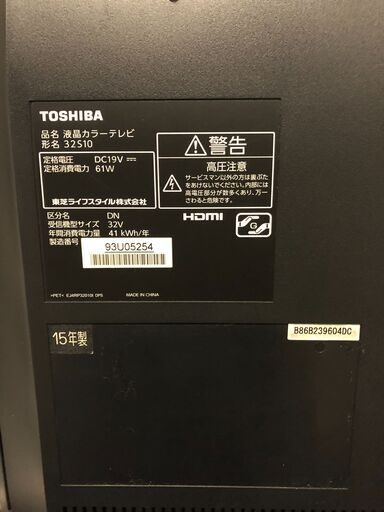 TOSHIBA
品名 液晶カラーテレビ
形名 32S10
定格電圧 DC19V
定格消費電力 61W
東芝ライフスタイル株式会社
区分名 DN
受信機型サイズ 32V
年間消費電力量 41 kWh/年
製造番号
93U05254
警告
高圧注意
サービスマン以外の方は裏ぶた
をあけないでください。内部には
高電圧部分が数多くあり、万一
さわると危険です。
HDMI
MADE IN CHINA
15年製
B86B239604DC